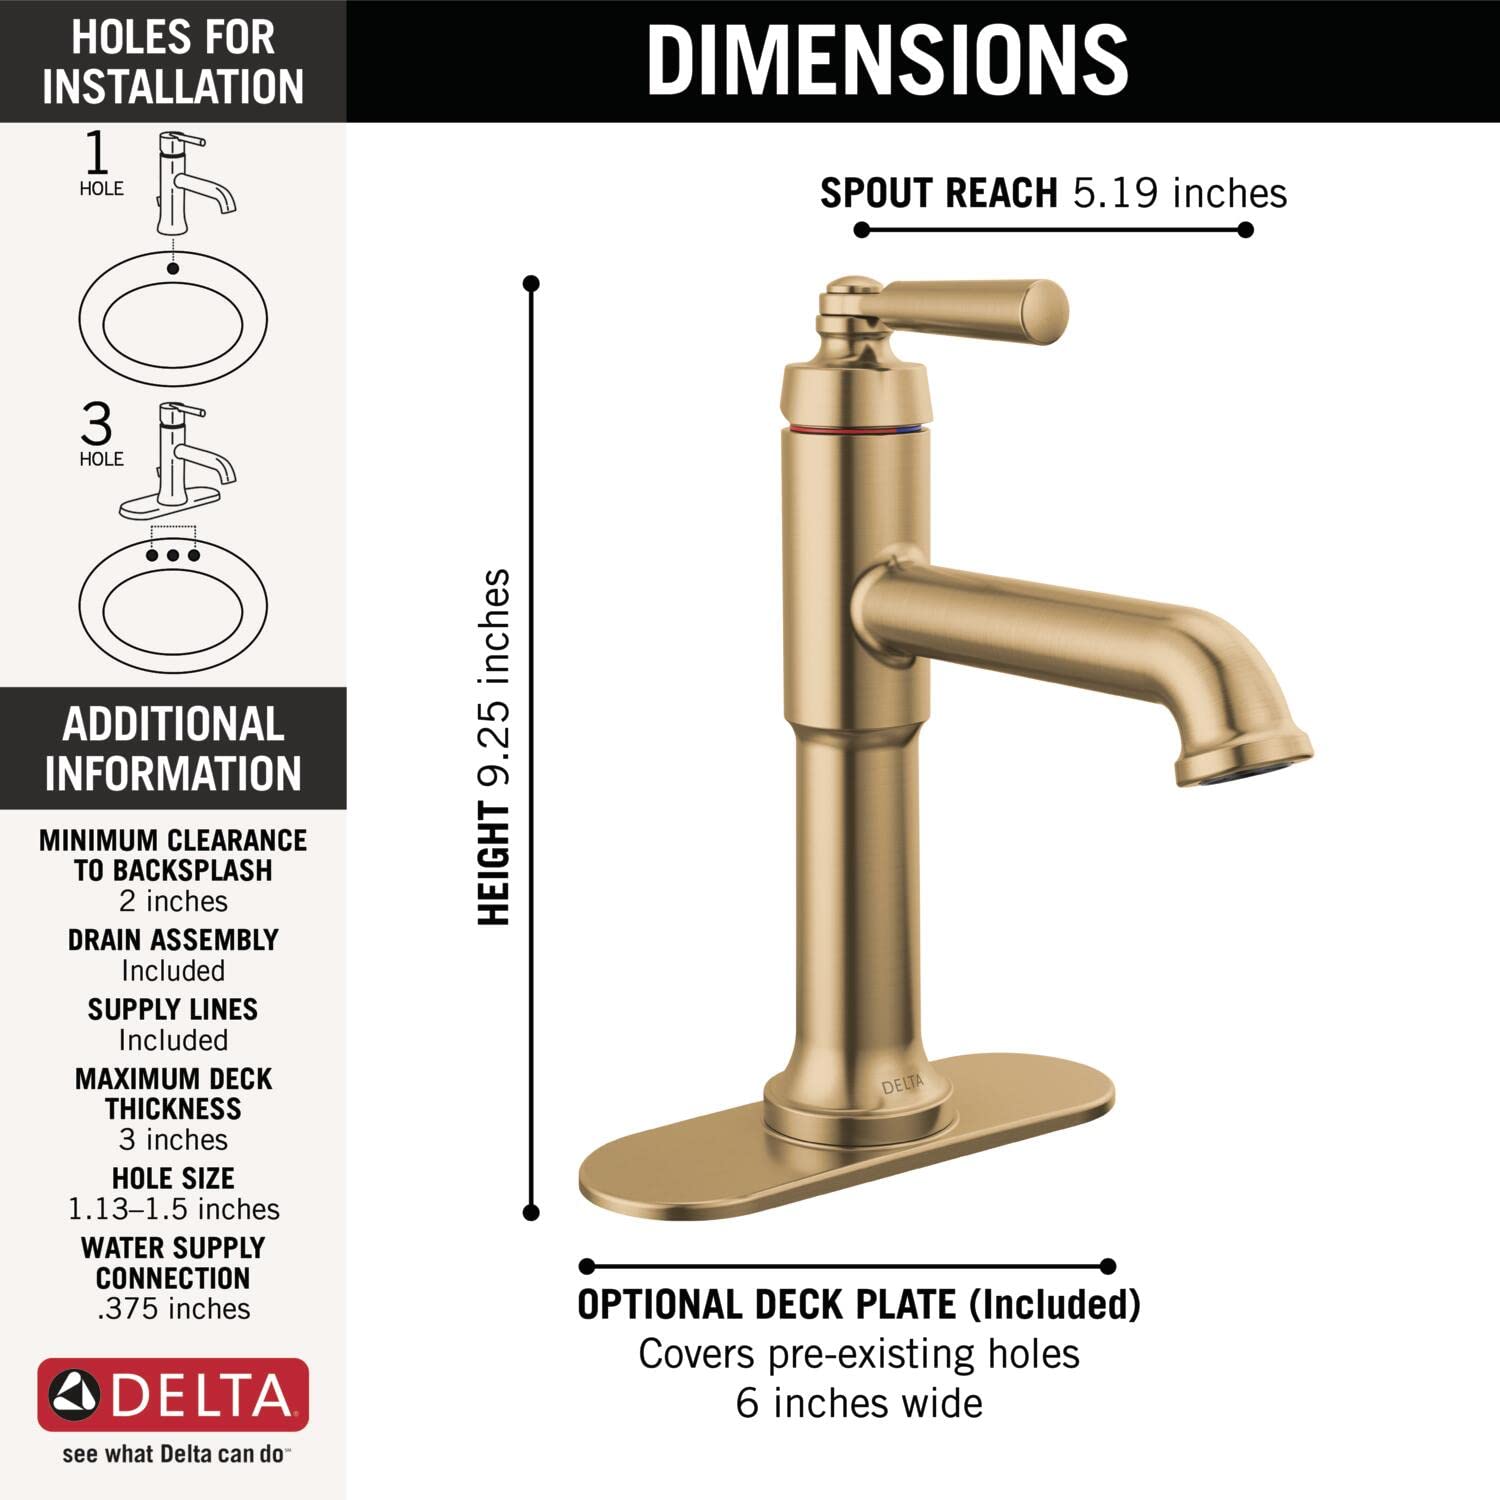 HOLES FOR
INSTALLATION
1
HOLE
3
HOLE
ADDITIONAL
INFORMATION
MINIMUM CLEARANCE
TO BACKSPLASH
2 inches
DRAIN ASSEMBLY
Included
SUPPLY LINES
Included
MAXIMUM DECK
THICKNESS
3 inches
HOLE SIZE
1.13–1.5 inches
WATER SUPPLY
CONNECTION
.375 inches
DELTA
see what Delta can do℠
DIMENSIONS
SPOUT REACH 5.19 inches
HEIGHT 9.25 inches
DELTA
OPTIONAL DECK PLATE (Included)
Covers pre-existing holes
6 inches wide